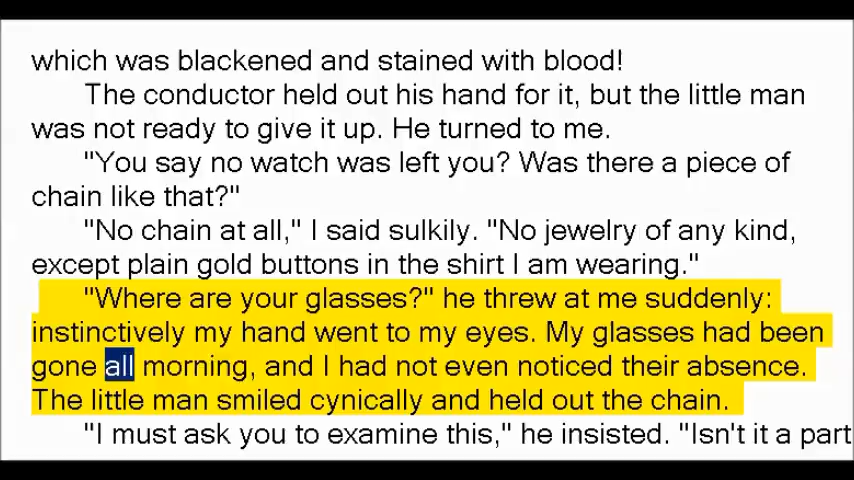 which was blackened and stained with blood!
The conductor held out his hand for it, but the little man
was not ready to give it up. He turned to me.
"You say no watch was left you? Was there a piece of
chain like that?"
"No chain at all," I said sulkily. "No jewelry of any kind,
except plain gold buttons in the shirt I am wearing."
"Where are your glasses?" he threw at me suddenly:
instinctively my hand went to my eyes. My glasses had been
gone all morning, and I had not even noticed their absence.
The little man smiled cynically and held out the chain.
"I must ask you to examine this," he insisted. "Isn't it a part